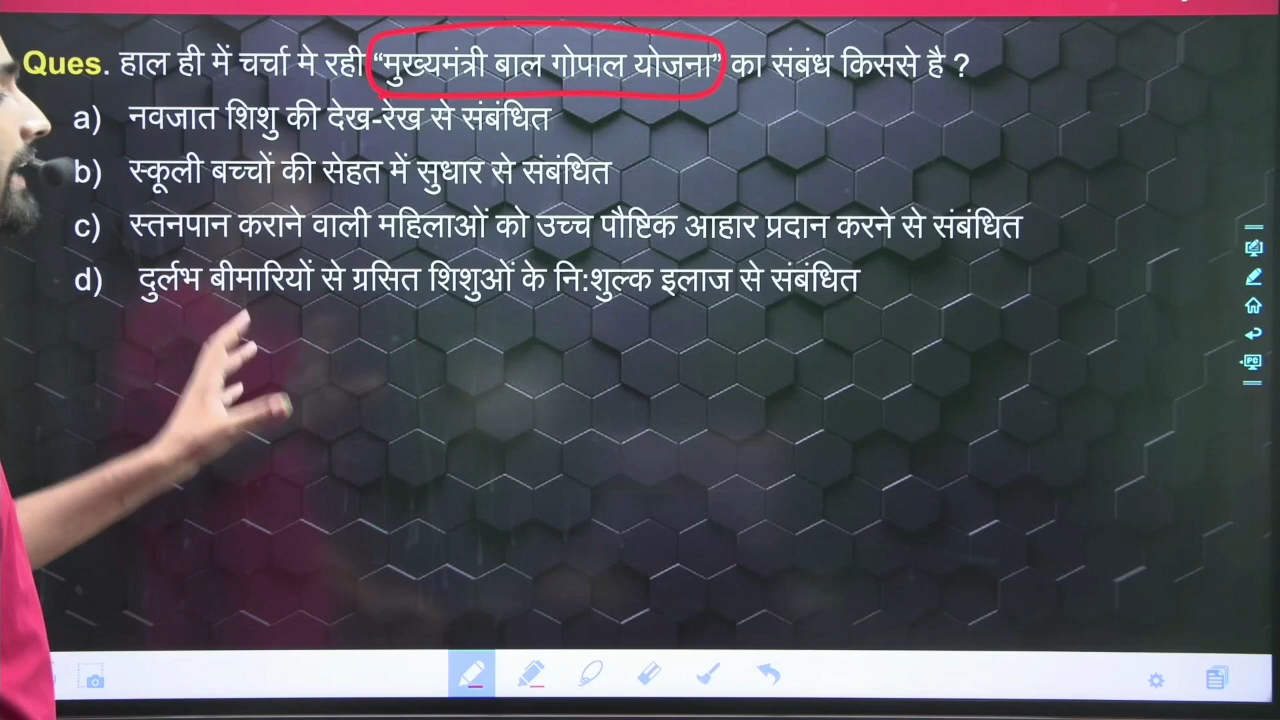 Ques. हाल ही में चर्चा मे रही “मुख्यमंत्री बाल गोपाल योजना” का संबंध किससे है ?
a) नवजात शिशु की देख-रेख से संबंधित
b) स्कूली बच्चों की सेहत में सुधार से संबंधित
c) स्तनपान कराने वाली महिलाओं को उच्च पौष्टिक आहार प्रदान करने से संबंधित
d) दुर्लभ बीमारियों से ग्रसित शिशुओं के नि:शुल्क इलाज से संबंधित
PC